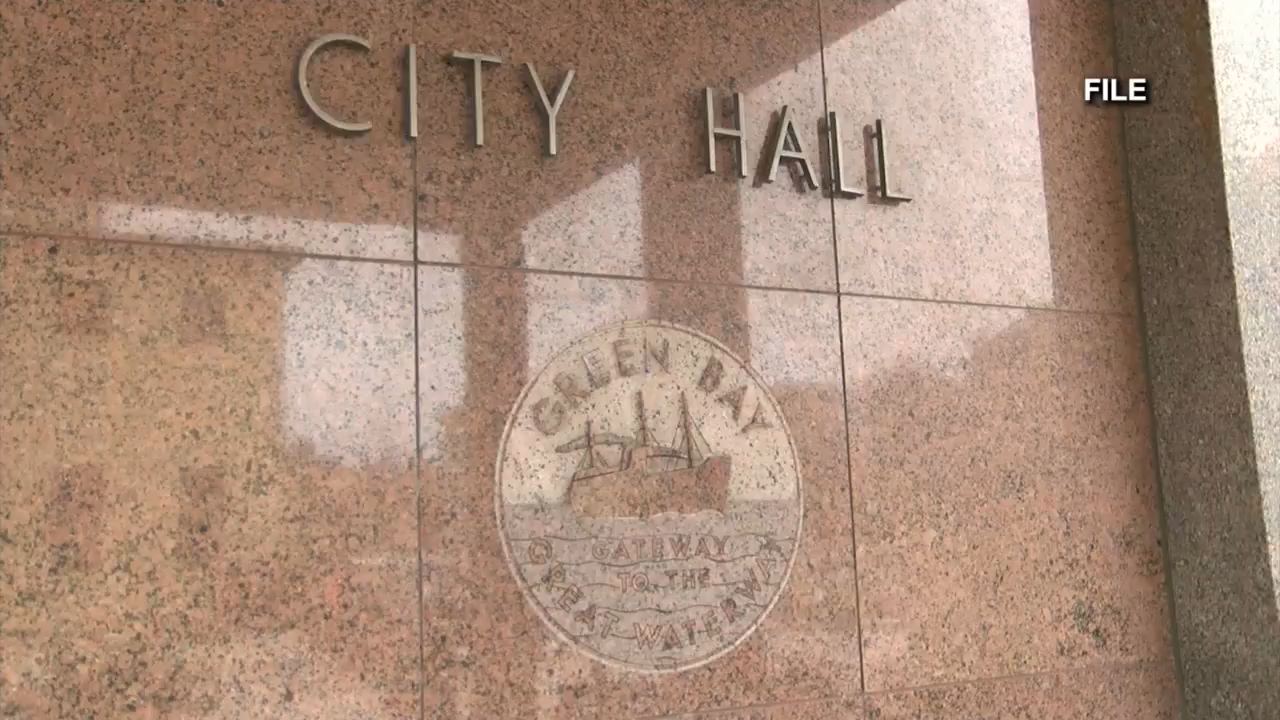 CITY HALL
FILE
GREEN BAY
GATEWAY
TO THE
GREAT WATERWAY